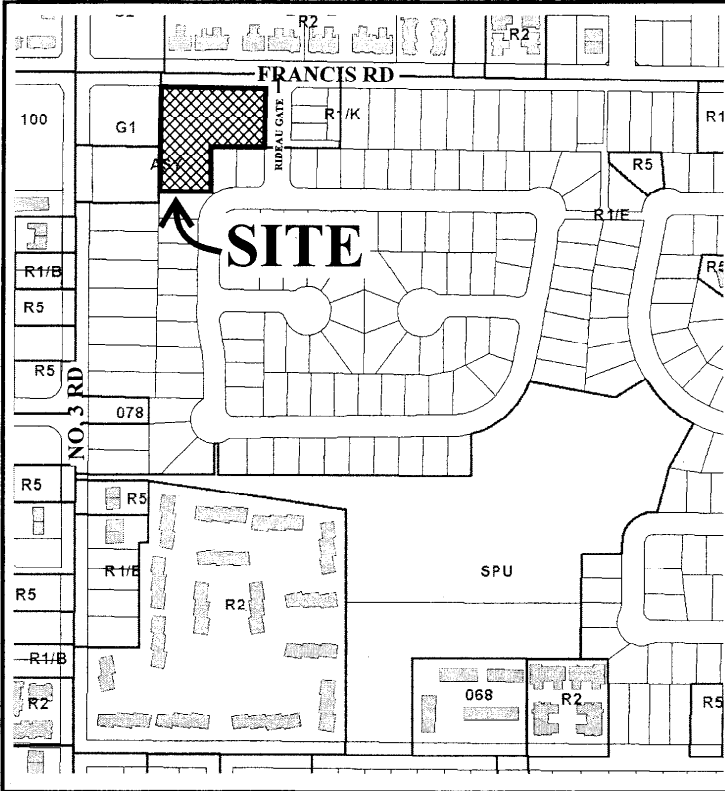 R2
R2
FRANCIS RD
100
G1
RIDEAU GATE
R1/K
R1
R5
R1/E
SITE
R1/B
R5
R5
R5
NO. 3 RD
078
R5
R5
R1/B
R5
R2
SPU
R1/B
R2
068
R2
R5